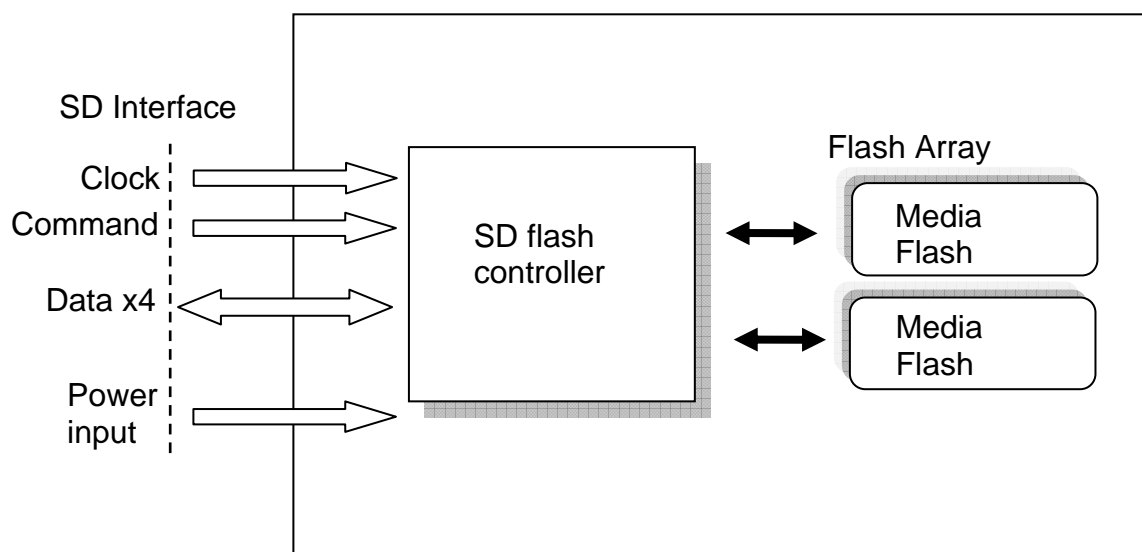 SD Interface
Clock
Command
Data x4
Power
input
SD flash
controller
Flash Array
Media
Flash
Media
Flash